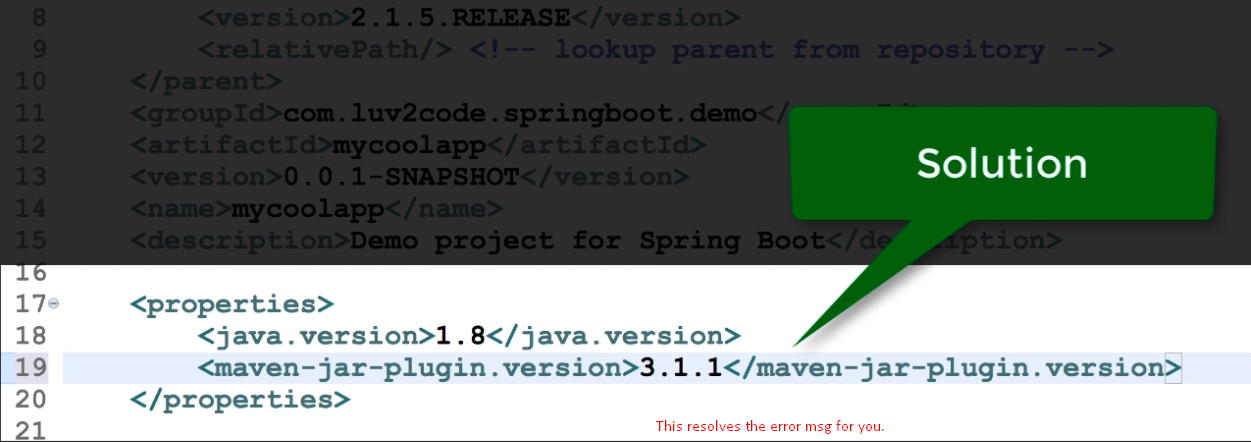 8 <version>2.1.5.RELEASE</version>
9 <relativePath/> <!-- lookup parent from repository -->
10 </parent>
11 <groupId>com.luv2code.springboot.demo</
12 <artifactId>mycoolapp</artifactId>
13 <version>0.0.1-SNAPSHOT</version>
Solution
14 <name>mycoolapp</name>
15 <description>Demo project for Spring Boot</description>
16
17 <properties>
18 <java.version>1.8</java.version>
19 <maven-jar-plugin.version>3.1.1</maven-jar-plugin.version>
20 </properties>
This resolves the error msg for you.
21